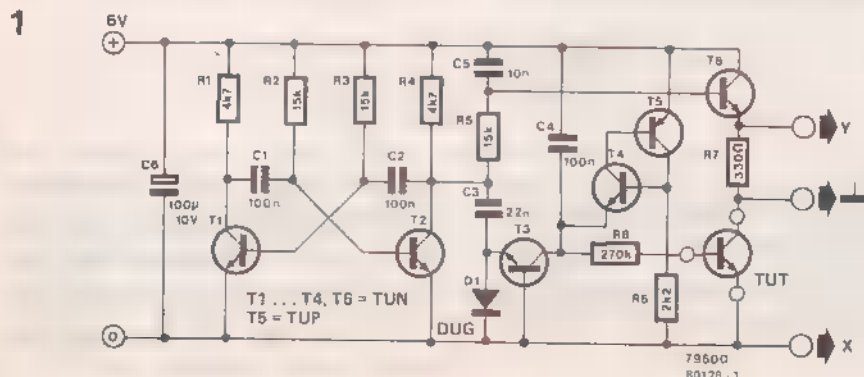 1
6V
+
R1
4k7
R2
15k
R3
15k
R4
4k7
C5
10n
T6
Y
R5
15k
C4
100n
T5
T4
R7
330Ω
C6
100µ
10V
C1
100n
C2
100n
C3
22n
T1
T2
T3
R8
270k
TUT
T1 ... T4, T6 = TUN
T5 = TUP
D1
DUG
R6
2k2
0
X
79600
80128 - 1